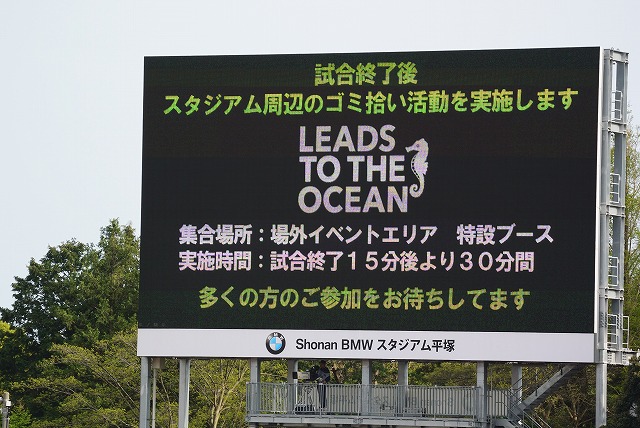 試合終了後
スタジアム周辺のゴミ拾い活動を実施します
LEADS
TO THE
OCEAN
集合場所：場外イベントエリア　特設ブース
実施時間：試合終了１５分後より３０分間
多くの方のご参加をお待ちしてます
Shonan BMW スタジアム平塚